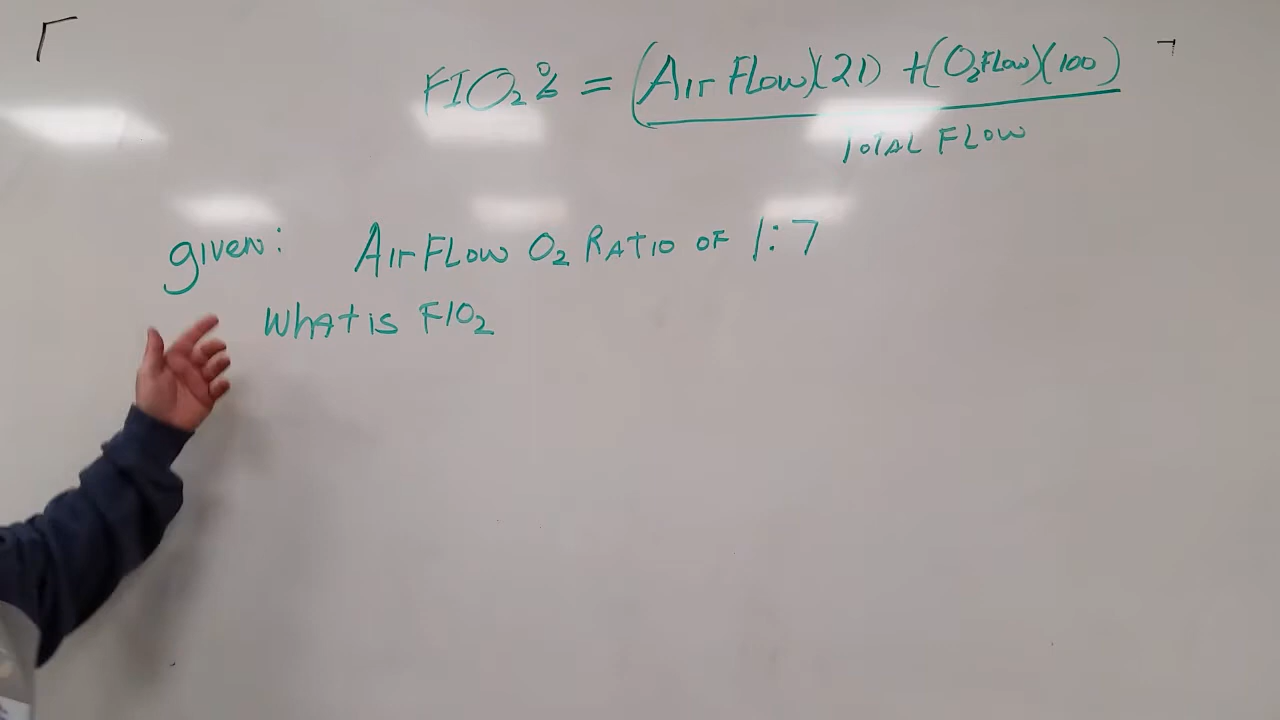 FIO₂% = (Air Flow)(21) + (O₂ Flow)(100)
TOTAL FLOW
given: Air Flow O₂ Ratio of 1:7
What is FIO₂